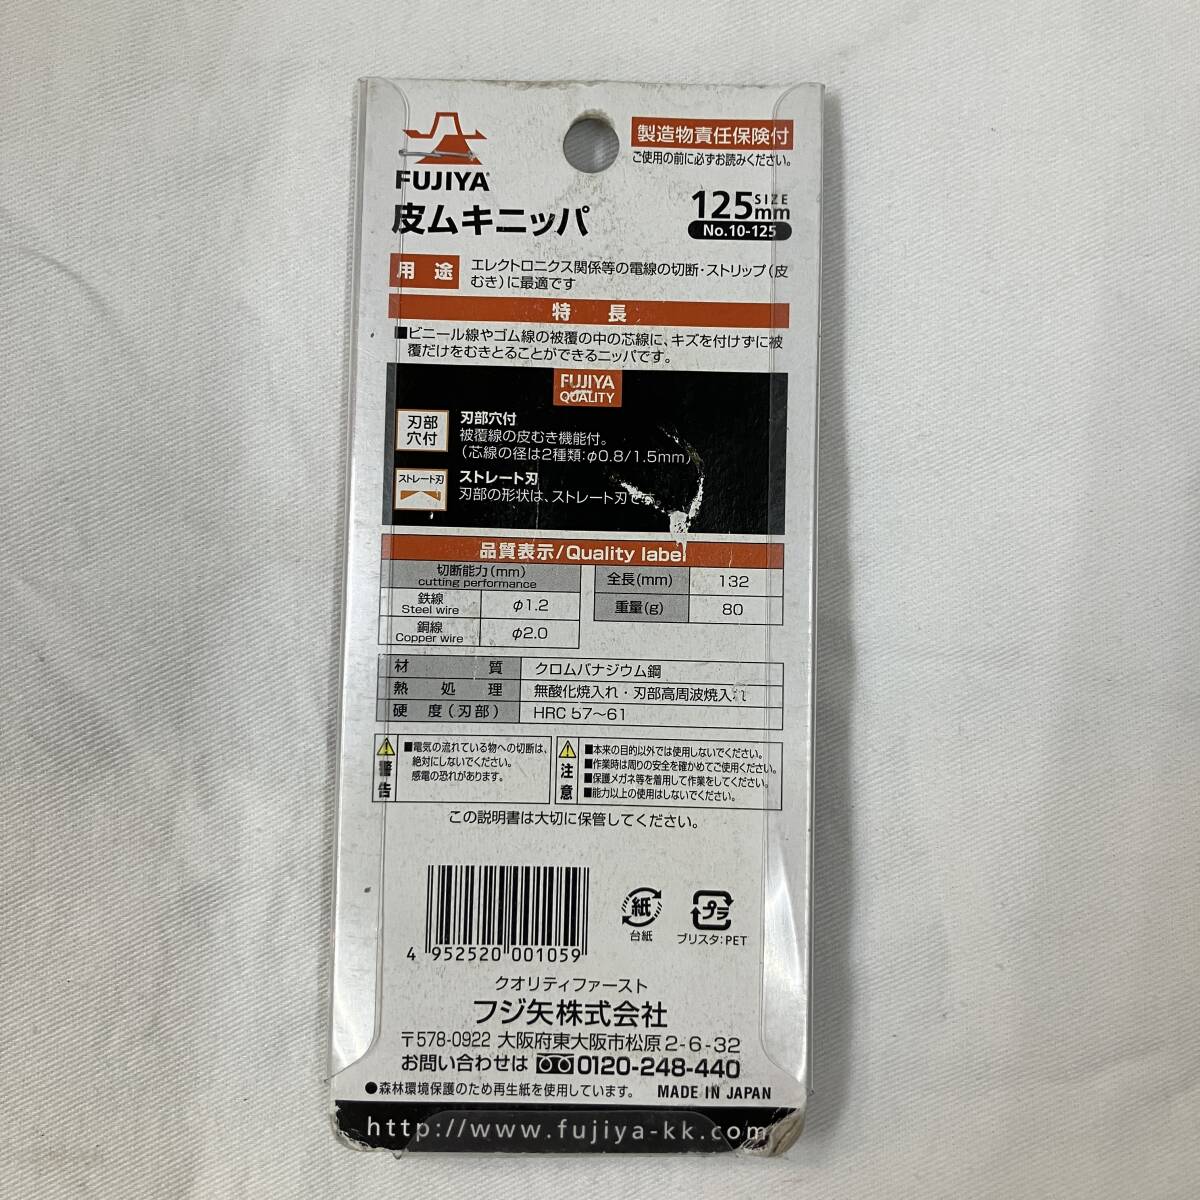 FUJIYA®
製造物責任保険付
ご使用の前に必ずお読みください。
皮ムキニッパ
125mm SIZE
No.10-125
用途
エレクトロニクス関係等の電線の切断・ストリップ(皮
むき)に最適です
特長
■ビニール線やゴム線の被覆の中の芯線に、キズを付けずに被
覆だけをむきとることができるニッパです。
FUJIYA
QUALITY
刃部
穴付
刃部穴付
被覆線の皮むき機能付。
(芯線の径は2種類:φ0.8/1.5mm)
ストレート刃
ストレート刃
刃部の形状は、ストレート刃です。
品質表示/Quality label
切断能力(mm)
cutting performance
鉄線
Steel wire
φ1.2
銅線
Copper wire
φ2.0
全長(mm) 132
重量(g) 80
材質 クロムバナジウム鋼
熱処理 無酸化焼入れ・刃部高周波焼入れ
硬度(刃部) HRC 57～61
警告
■電気の流れている物への切断は、
絶対にしないでください。
感電の恐れがあります。
注意
■本来の目的以外では使用しないでください。
■作業時は周りの安全を確かめてご使用ください。
■保護メガネ等を着用して作業をしてください。
■能力以上の使用はしないでください。
この説明書は大切に保管してください。
4 952520 001059
紙
台紙
プラ
ブリスタ:PET
クオリティファースト
フジ矢株式会社
〒578-0922 大阪府東大阪市松原2-6-32
お問い合わせは 0120-248-440
●森林環境保護のため再生紙を使用しています。 MADE IN JAPAN
http://www.fujiya-kk.com